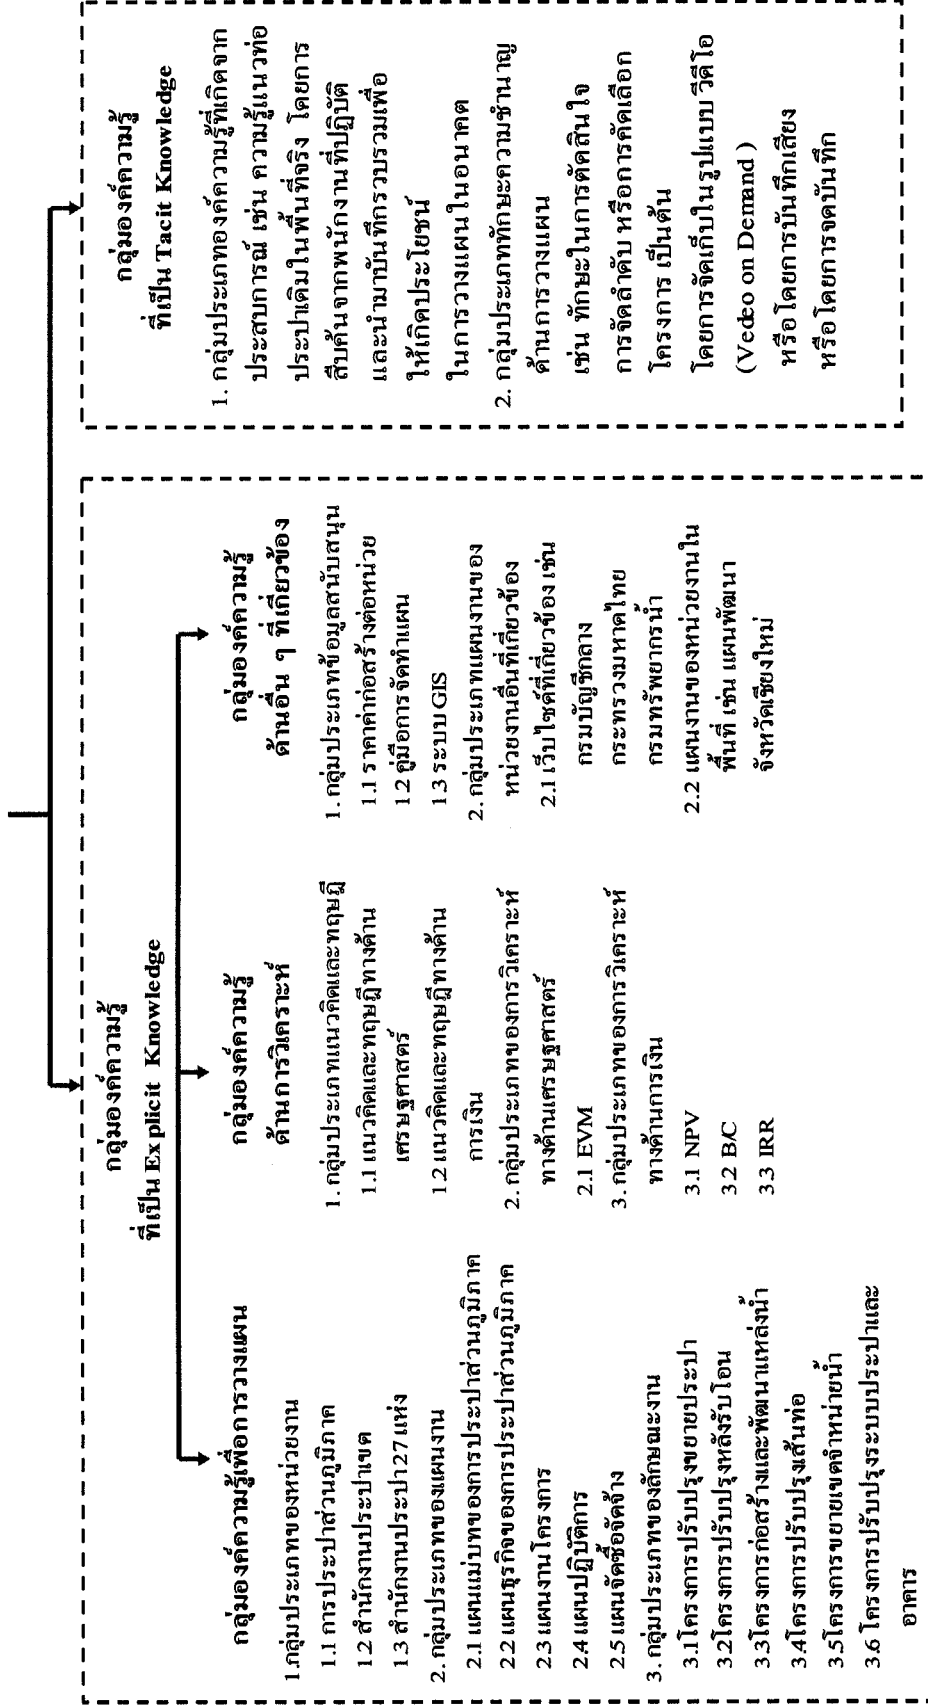 กลุ่มองค์ความรู้
ที่เป็น Explicit Knowledge
กลุ่มองค์ความรู้เพื่อการวางแผน
1.กลุ่มประเภทของหน่วยงาน
1.1 การประปาส่วนภูมิภาค
1.2 สำนักงานประปาเขต
1.3 สำนักงานประปา 27 แห่ง
2. กลุ่มประเภทของแผนงาน
2.1 แผนแม่บทของการประปาส่วนภูมิภาค
2.2 แผนธุรกิจของการประปาส่วนภูมิภาค
2.3 แผนงานโครงการ
2.4 แผนปฏิบัติการ
2.5 แผนจัดซื้อจัดจ้าง
3. กลุ่มประเภทของลักษณะงาน
3.1โครงการปรับปรุงขยายประปา
3.2โครงการปรับปรุงหลังรับโอน
3.3โครงการก่อสร้างและพัฒนาแหล่งน้ำ
3.4โครงการปรับปรุงเส้นท่อ
3.5โครงการขยายเขตจำหน่ายน้ำ
3.6 โครงการปรับปรุงระบบประปาและ
อาคาร
กลุ่มองค์ความรู้
ด้านการวิเคราะห์
1. กลุ่มประเภทแนวคิดและทฤษฎี
1.1 แนวคิดและทฤษฎีทางด้าน
เศรษฐศาสตร์
1.2 แนวคิดและทฤษฎีทางด้าน
การเงิน
2. กลุ่มประเภทของการวิเคราะห์
ทางด้านเศรษฐศาสตร์
2.1 EVM
3. กลุ่มประเภทของการวิเคราะห์
ทางด้านการเงิน
3.1 NPV
3.2 B/C
3.3 IRR
กลุ่มองค์ความรู้
ด้านอื่น ๆ ที่เกี่ยวข้อง
1. กลุ่มประเภทข้อมูลสนับสนุน
1.1 ราคาค่าก่อสร้างต่อหน่วย
1.2 คู่มือการจัดทำแผน
1.3 ระบบ GIS
2. กลุ่มประเภทแผนงานของ
หน่วยงานอื่นที่เกี่ยวข้อง
2.1 เว็บไซต์ที่เกี่ยวข้อง เช่น
กรมบัญชีกลาง
กระทรวงมหาดไทย
กรมทรัพยากรน้ำ
2.2 แผนงานของหน่วยงานใน
พื้นที่ เช่น แผนพัฒนา
จังหวัดเชียงใหม่
กลุ่มองค์ความรู้
ที่เป็น Tacit Knowledge
1. กลุ่มประเภทองค์ความรู้ที่เกิดจาก
ประสบการณ์ เช่น ความรู้แนวท่อ
ประปาเดิมในพื้นที่จริง โดยการ
สืบค้นจากพนักงานที่ปฏิบัติ
และนำมาบันทึกรวบรวมเพื่อ
ให้เกิดประโยชน์
ในการวางแผนในอนาคต
2. กลุ่มประเภททักษะความชำนาญ
ด้านการวางแผน
เช่น ทักษะในการตัดสินใจ
การจัดลำดับ หรือการคัดเลือก
โครงการ เป็นต้น
โดยการจัดเก็บในรูปแบบ วีดีโอ
(Vedeo on Demand )
หรือโดยการบันทึกเสียง
หรือโดยการจดบันทึก